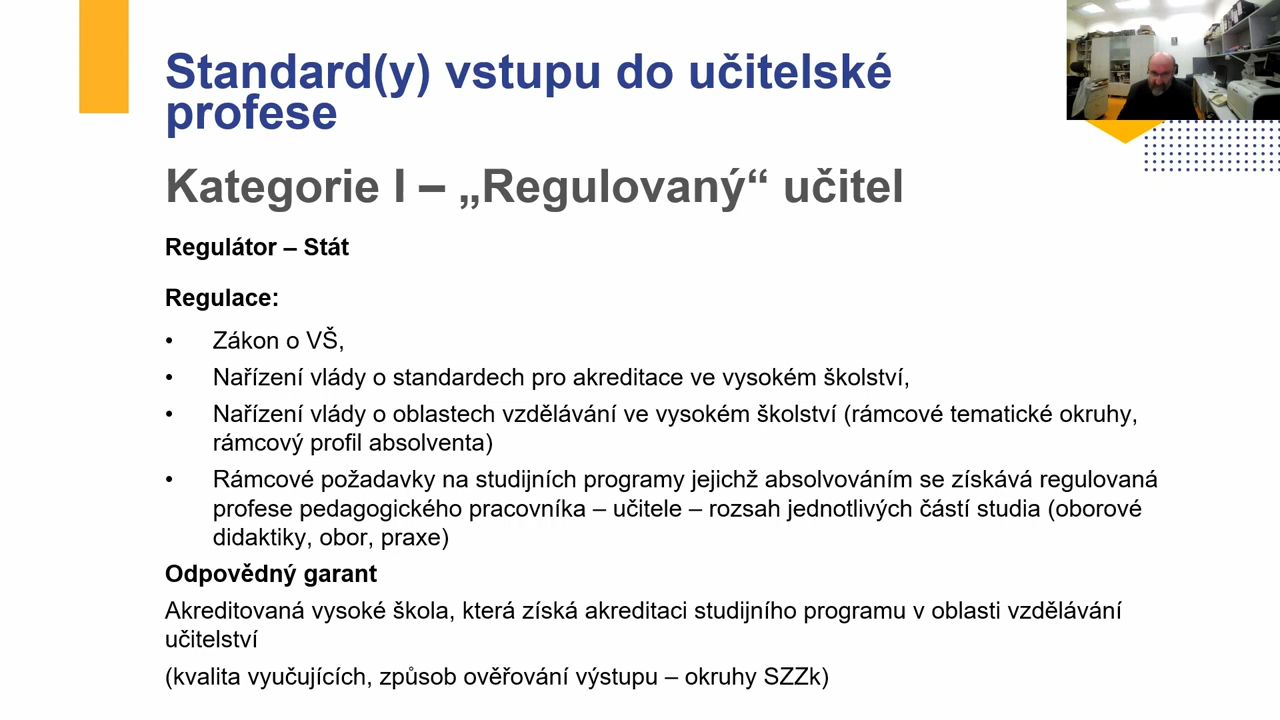 Standard(y) vstupu do učitelské
profese
Kategorie I – „Regulovaný“ učitel
Regulátor – Stát
Regulace:
• Zákon o VŠ,
• Nařízení vlády o standardech pro akreditace ve vysokém školství,
• Nařízení vlády o oblastech vzdělávání ve vysokém školství (rámcové tematické okruhy,
rámcový profil absolventa)
• Rámcové požadavky na studijních programy jejichž absolvováním se získává regulovaná
profese pedagogického pracovníka – učitele – rozsah jednotlivých částí studia (oborové
didaktiky, obor, praxe)
Odpovědný garant
Akreditovaná vysoké škola, která získá akreditaci studijního programu v oblasti vzdělávání
učitelství
(kvalita vyučujících, způsob ověřování výstupu – okruhy SZZk)